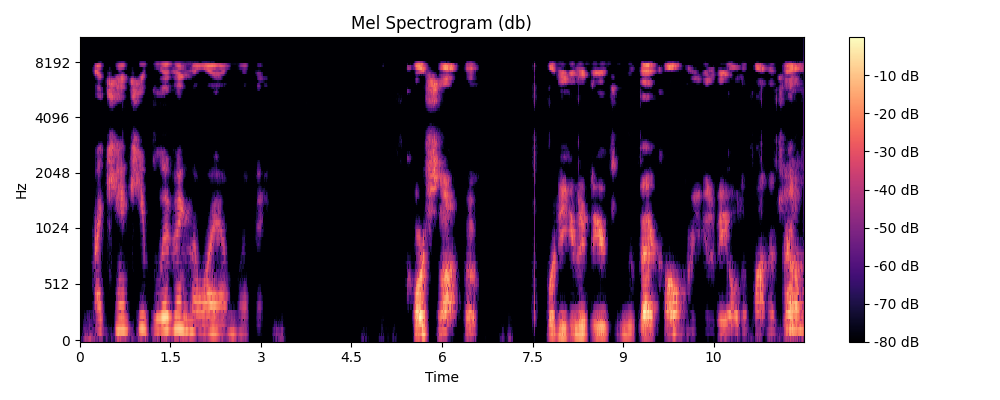 Mel Spectrogram (db)
8192
4096
2048
1024
512
0
Hz
0 1.5 3 4.5 6 7.5 9 10
Time
-10 dB
-20 dB
-30 dB
-40 dB
-50 dB
-60 dB
-70 dB
-80 dB